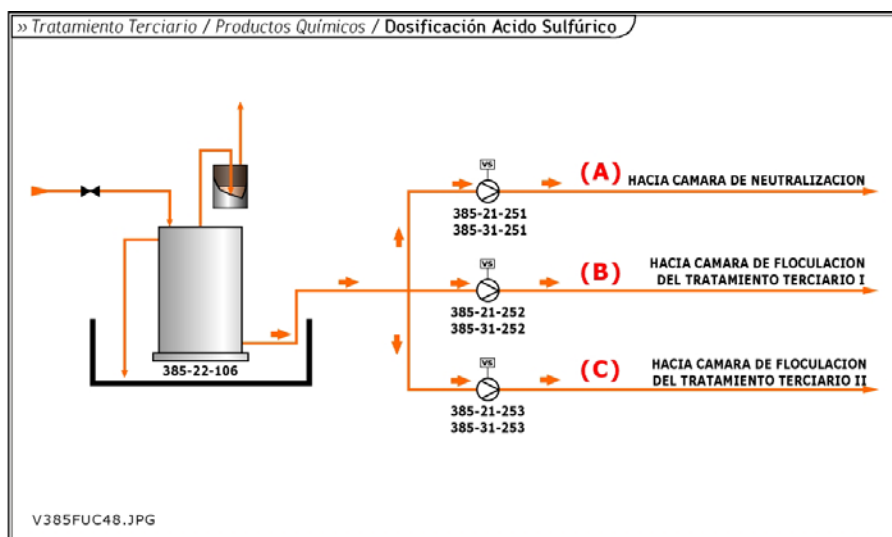 » Tratamiento Terciario / Productos Químicos / Dosificación Acido Sulfúrico
VS
(A)
HACIA CAMARA DE NEUTRALIZACION
385-21-251
385-31-251
VS
(B)
HACIA CAMARA DE FLOCULACION
DEL TRATAMIENTO TERCIARIO I
385-21-252
385-31-252
VS
(C)
HACIA CAMARA DE FLOCULACION
DEL TRATAMIENTO TERCIARIO II
385-21-253
385-31-253
385-22-106
V385FUC48.JPG